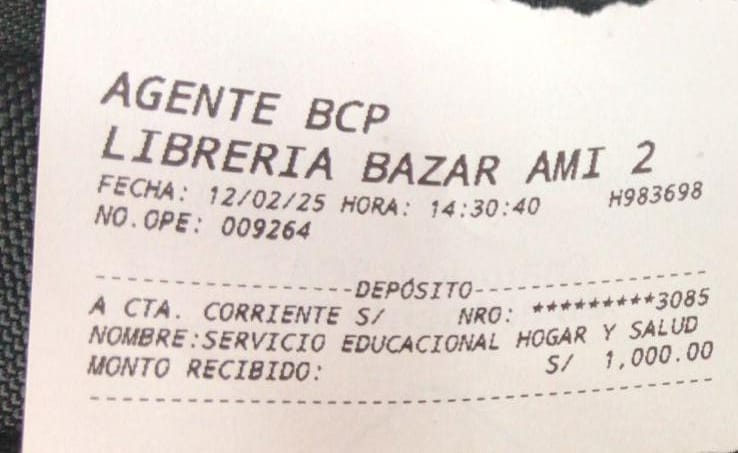 AGENTE BCP
LIBRERIA BAZAR AMI 2
FECHA: 12/02/25 HORA: 14:30:40 H983698
NO.OPE: 009264
-------------------DEPÓSITO-----------------
A CTA. CORRIENTE S/ NRO: *********3085
NOMBRE:SERVICIO EDUCACIONAL HOGAR Y SALUD
MONTO RECIBIDO: S/ 1,000.00